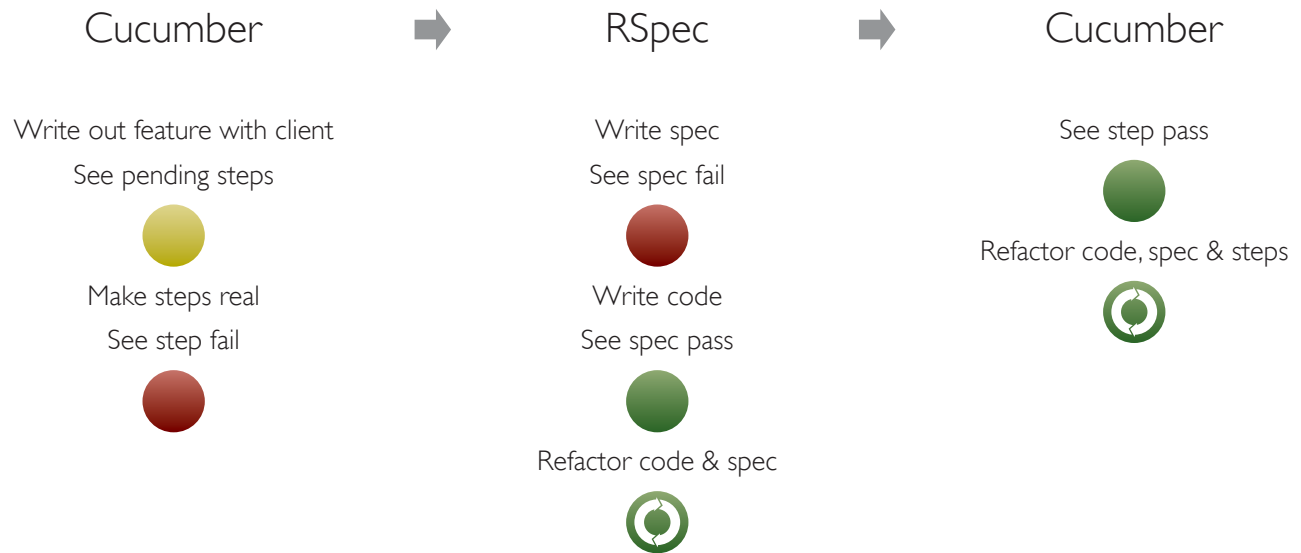 Cucumber
RSpec
Cucumber
Write out feature with client
See pending steps
Make steps real
See step fail
Write spec
See spec fail
Write code
See spec pass
Refactor code & spec
See step pass
Refactor code, spec & steps